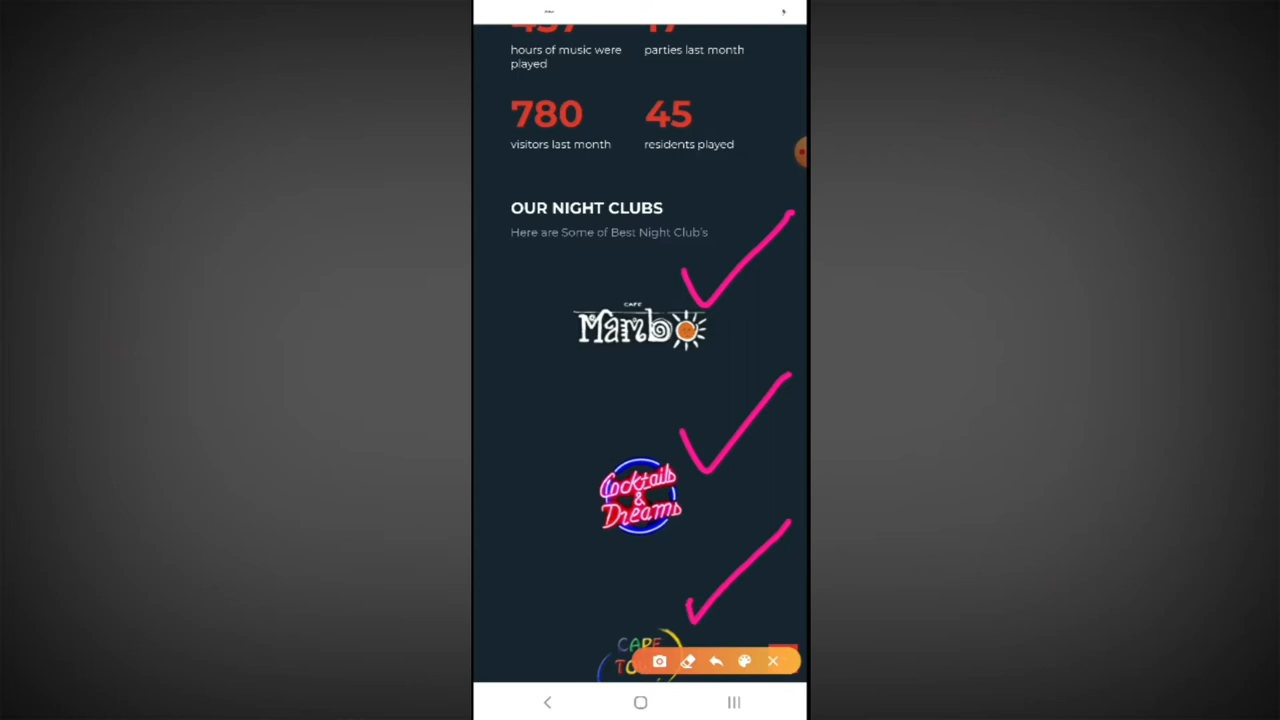 hours of music were
played
parties last month
780
45
visitors last month
residents played
OUR NIGHT CLUBS
Here are Some of Best Night Club's
CAFE
Mambo
Cocktails
&
Dreams